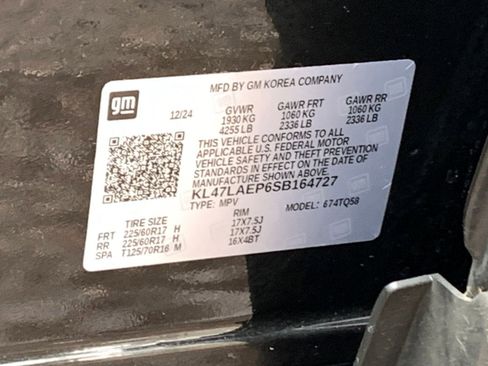 MFD BY GM KOREA COMPANY
gm
12/24 GVWR GAWR FRT GAWR RR
1930 KG 1060 KG 1060 KG
4255 LB 2336 LB 2336 LB
THIS VEHICLE CONFORMS TO ALL
APPLICABLE U.S. FEDERAL MOTOR
VEHICLE SAFETY AND THEFT PREVENTION
STANDARDS IN EFFECT ON THE DATE OF
MANUFACTURE SHOWN ABOVE.
KL47LAEP6SB164727
TYPE: MPV MODEL: 674TQ58
TIRE SIZE RIM
FRT 225/60R17 H 17X7.5J
RR 225/60R17 H 17X7.5J
SPA T125/70R16 M 16X4BT